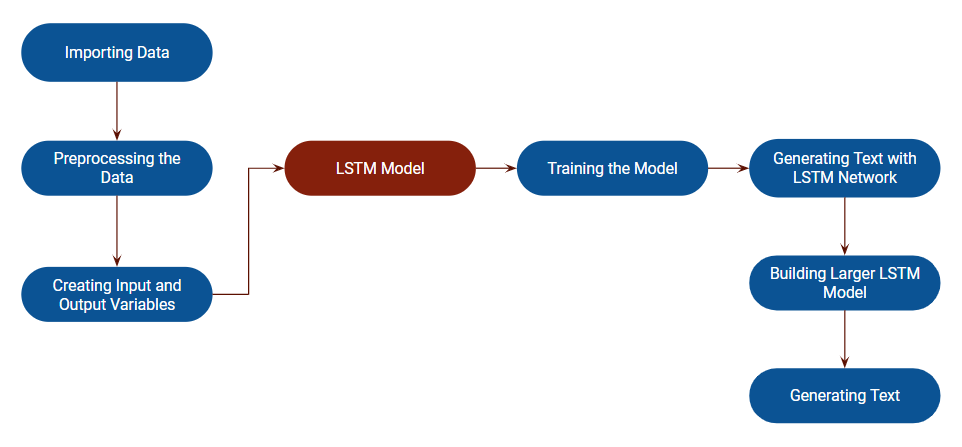 Importing Data
Preprocessing the
Data
Creating Input and
Output Variables
LSTM Model
Training the Model
Generating Text with
LSTM Network
Building Larger LSTM
Model
Generating Text